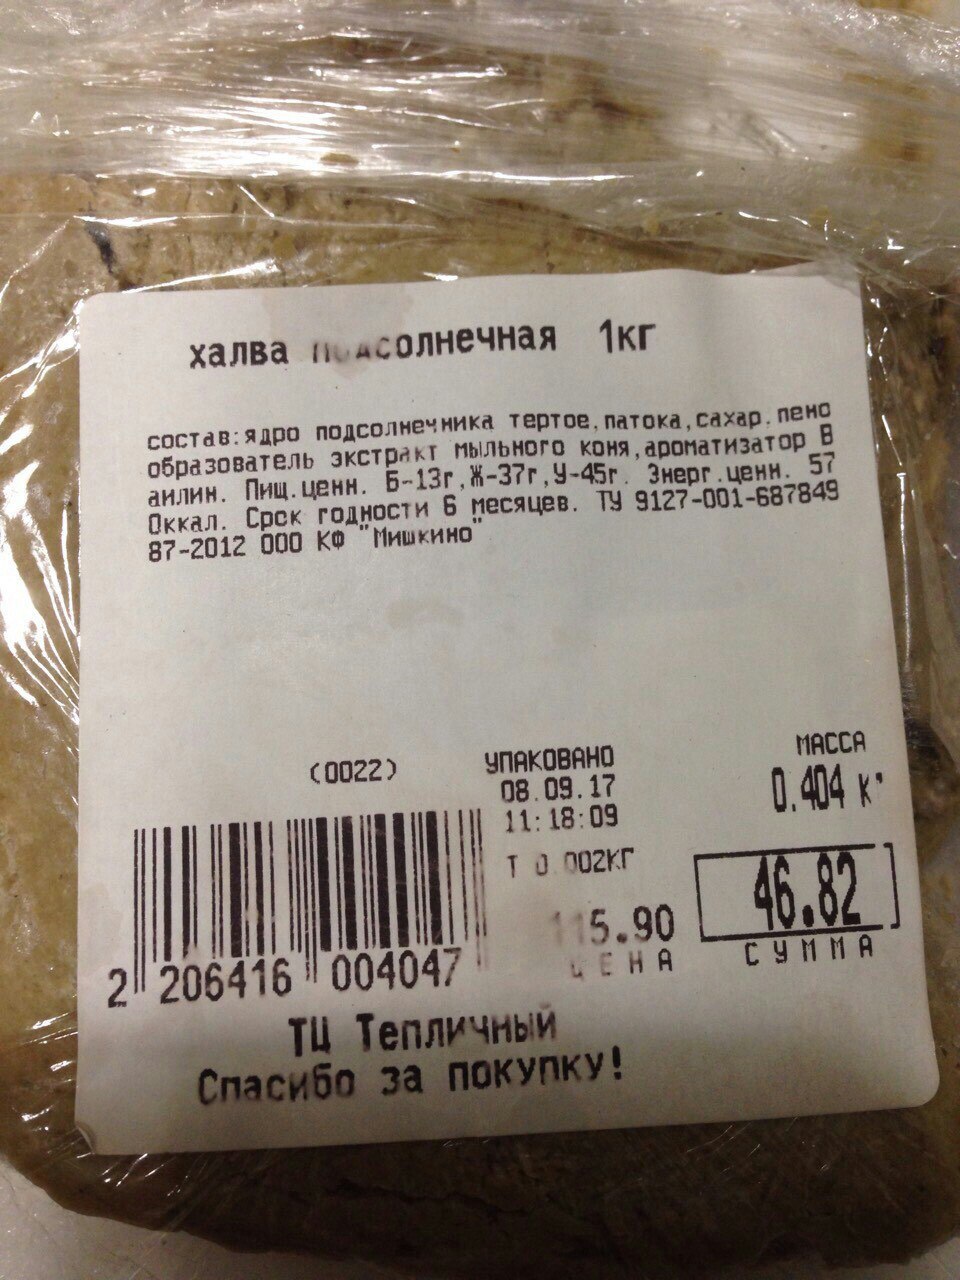 халва подсолнечная 1кг
состав:ядро подсолнечника тертое,патока,сахар,пено
образователь экстракт мыльного коня,ароматизатор В
аилин. Пищ.ценн. Б-13г,Ж-37г,У-45г. Энерг.ценн. 57
0ккал. Срок годности 6 месяцев. ТУ 9127-001-687849
87-2012 ООО КФ "Мишкино"
(0022)
УПАКОВАНО
08.09.17
11:18:09
Т 0.002КГ
МАССА
0.404 к
115.90
ЦЕНА
46.82
СУММА
2 206416 004047
ТЦ Тепличный
Спасибо за покупку!